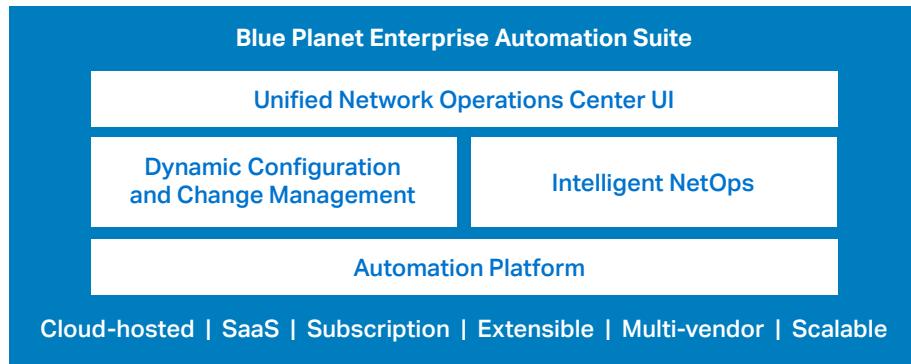 Blue Planet Enterprise Automation Suite
Unified Network Operations Center UI
Dynamic Configuration
and Change Management
Intelligent NetOps
Automation Platform
Cloud-hosted | SaaS | Subscription | Extensible | Multi-vendor | Scalable